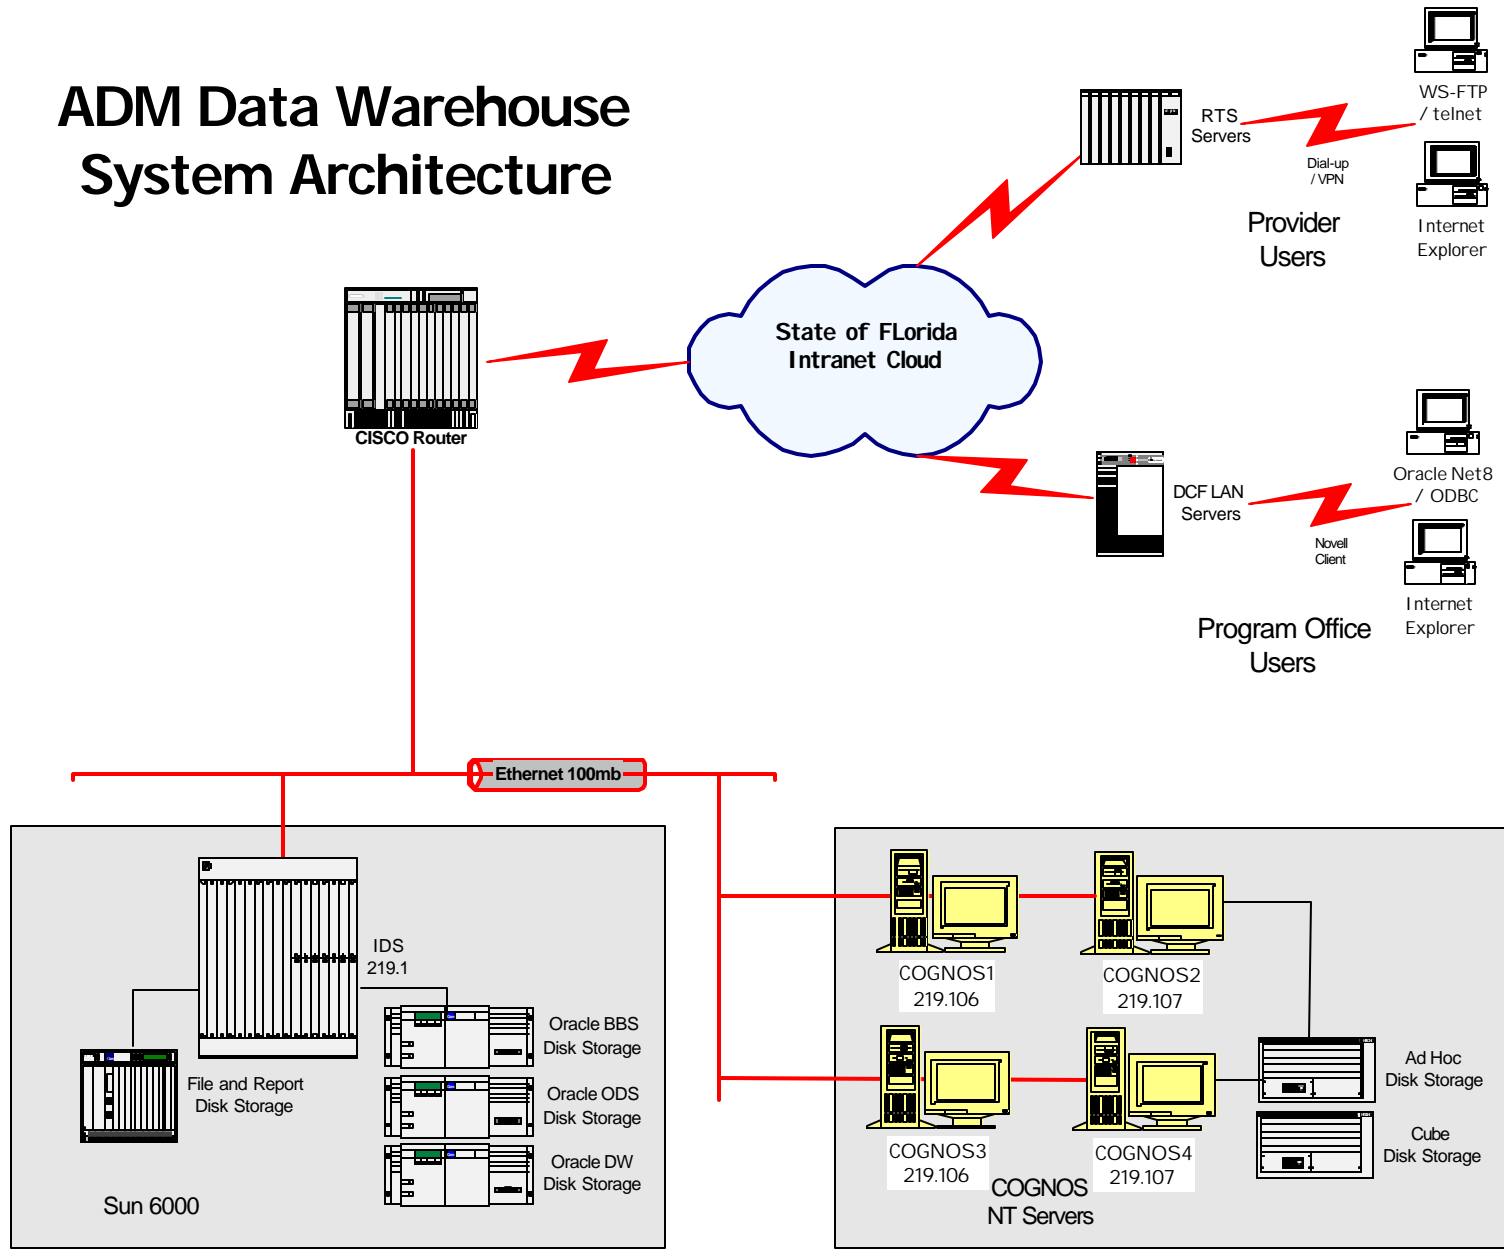 ADM Data Warehouse
System Architecture
WS-FTP
/ telnet
RTS
Servers
Dial-up
/ VPN
Internet
Explorer
Provider
Users
State of FLorida
Intranet Cloud
CISCO Router
Oracle Net8
/ ODBC
DCF LAN
Servers
Novell
Client
Internet
Explorer
Program Office
Users
Ethernet 100mb
IDS
219.1
Oracle BBS
Disk Storage
File and Report
Disk Storage
Oracle ODS
Disk Storage
Oracle DW
Disk Storage
Sun 6000
COGNOS1
219.106
COGNOS2
219.107
COGNOS3
219.106
COGNOS4
219.107
Ad Hoc
Disk Storage
Cube
Disk Storage
COGNOS
NT Servers